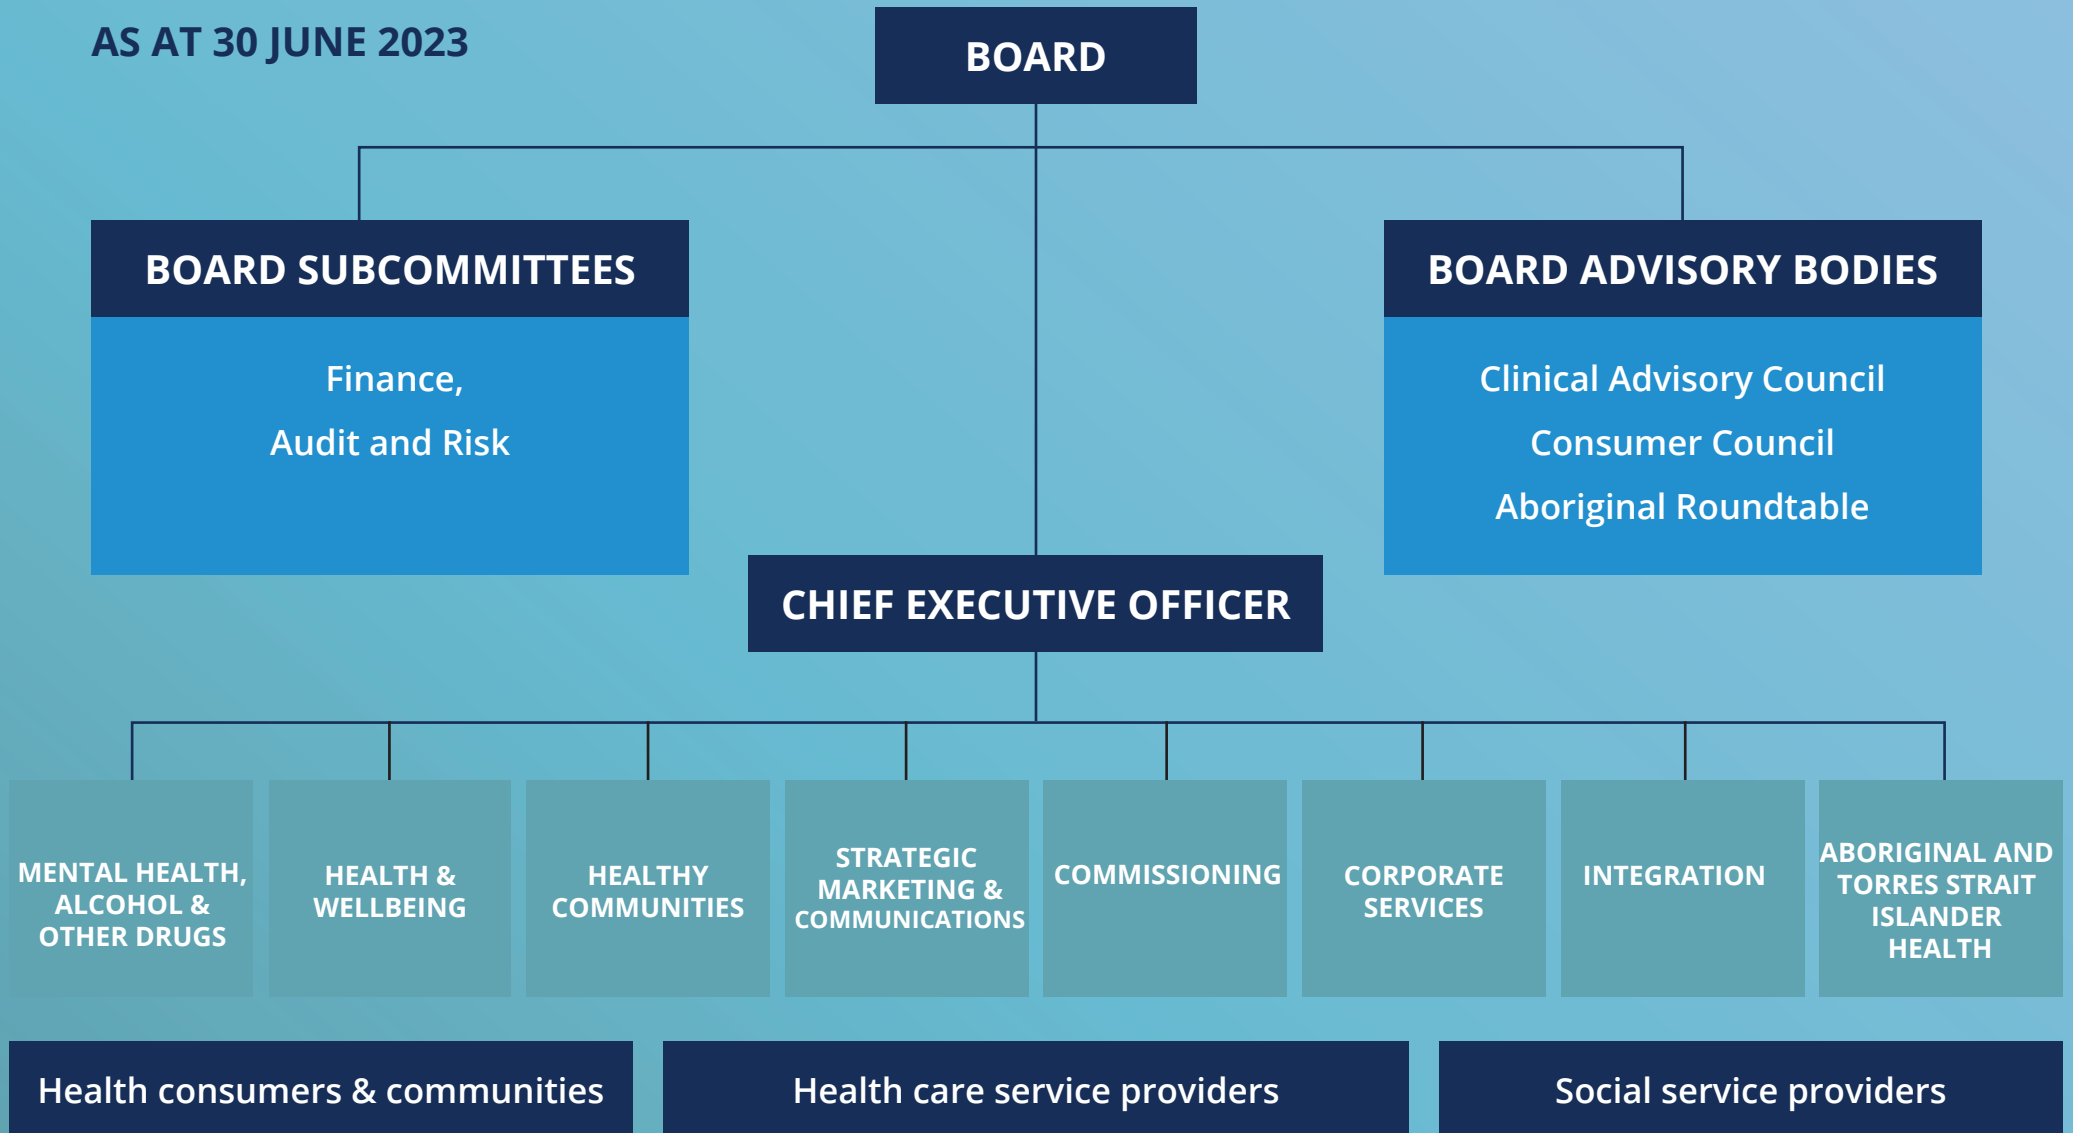 AS AT 30 JUNE 2023
BOARD
BOARD SUBCOMMITTEES
Finance,
Audit and Risk
BOARD ADVISORY BODIES
Clinical Advisory Council
Consumer Council
Aboriginal Roundtable
CHIEF EXECUTIVE OFFICER
MENTAL HEALTH,
ALCOHOL &
OTHER DRUGS
HEALTH &
WELLBEING
HEALTHY
COMMUNITIES
STRATEGIC
MARKETING &
COMMUNICATIONS
COMMISSIONING
CORPORATE
SERVICES
INTEGRATION
ABORIGINAL AND
TORRES STRAIT
ISLANDER
HEALTH
Health consumers & communities
Health care service providers
Social service providers